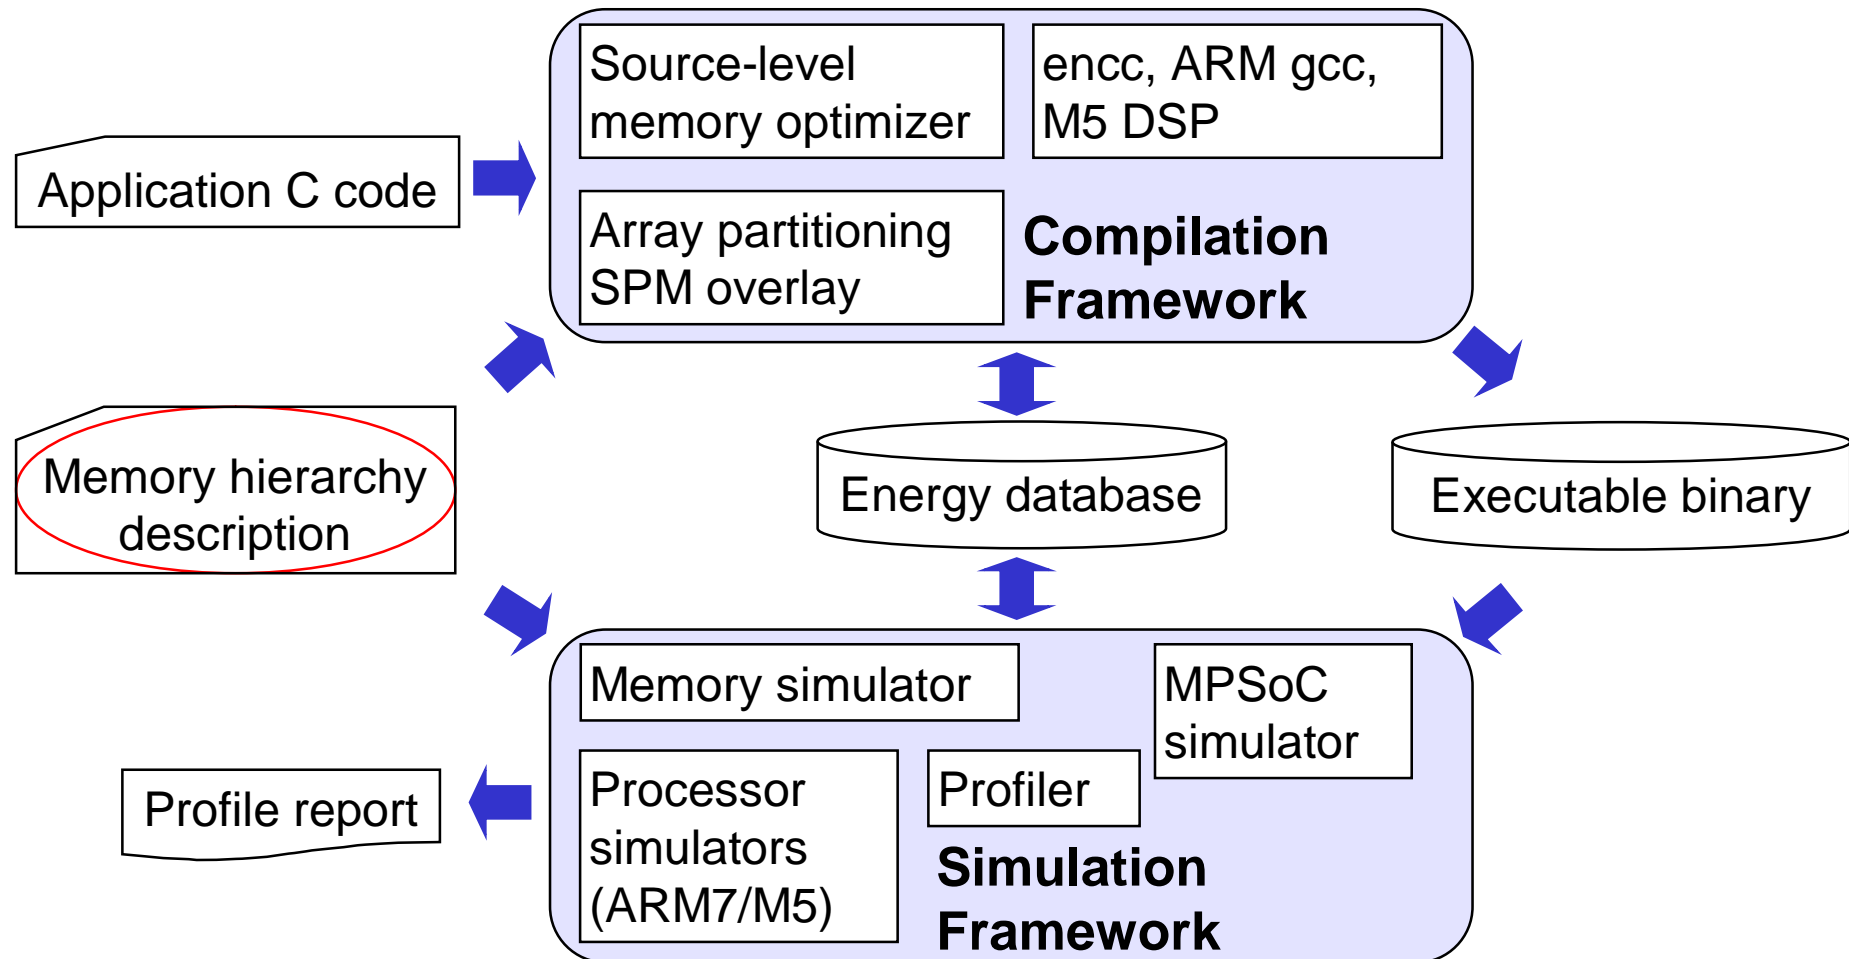 Source-level
memory optimizer
encc, ARM gcc,
M5 DSP
Application C code
Array partitioning
SPM overlay
Compilation
Framework
Memory hierarchy
description
Energy database
Executable binary
Memory simulator
MPSoC
simulator
Processor
simulators
(ARM7/M5)
Profiler
Profile report
Simulation
Framework